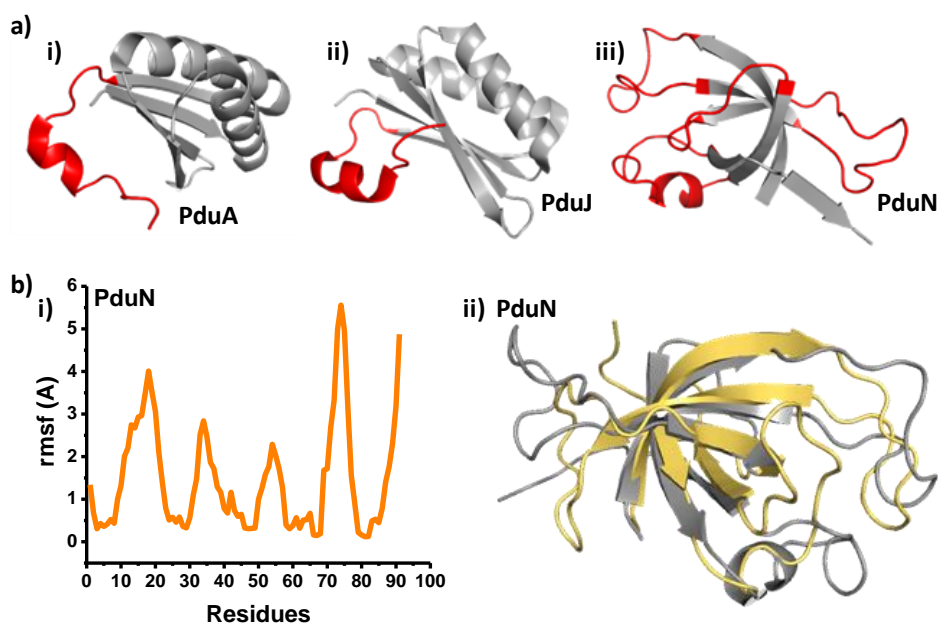 a)
i)
ii)
iii)
PduA
PduJ
PduN
b)
i)
PduN
ii) PduN
6
5
4
3
2
1
0
rmsf (A)
0 10 20 30 40 50 60 70 80 90 100
Residues